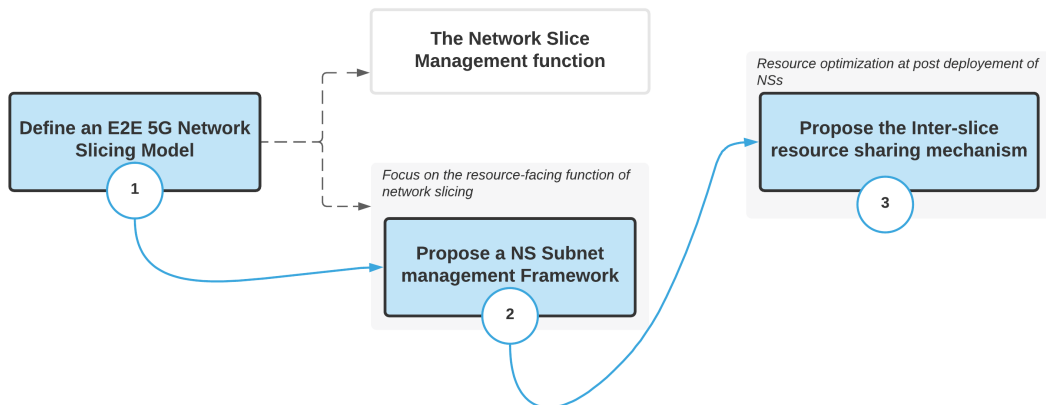 The Network Slice
Management function
Resource optimization at post deployement of
NSs
Define an E2E 5G Network
Slicing Model
1
Propose the Inter-slice
resource sharing mechanism
3
Focus on the resource-facing function of
network slicing
Propose a NS Subnet
management Framework
2